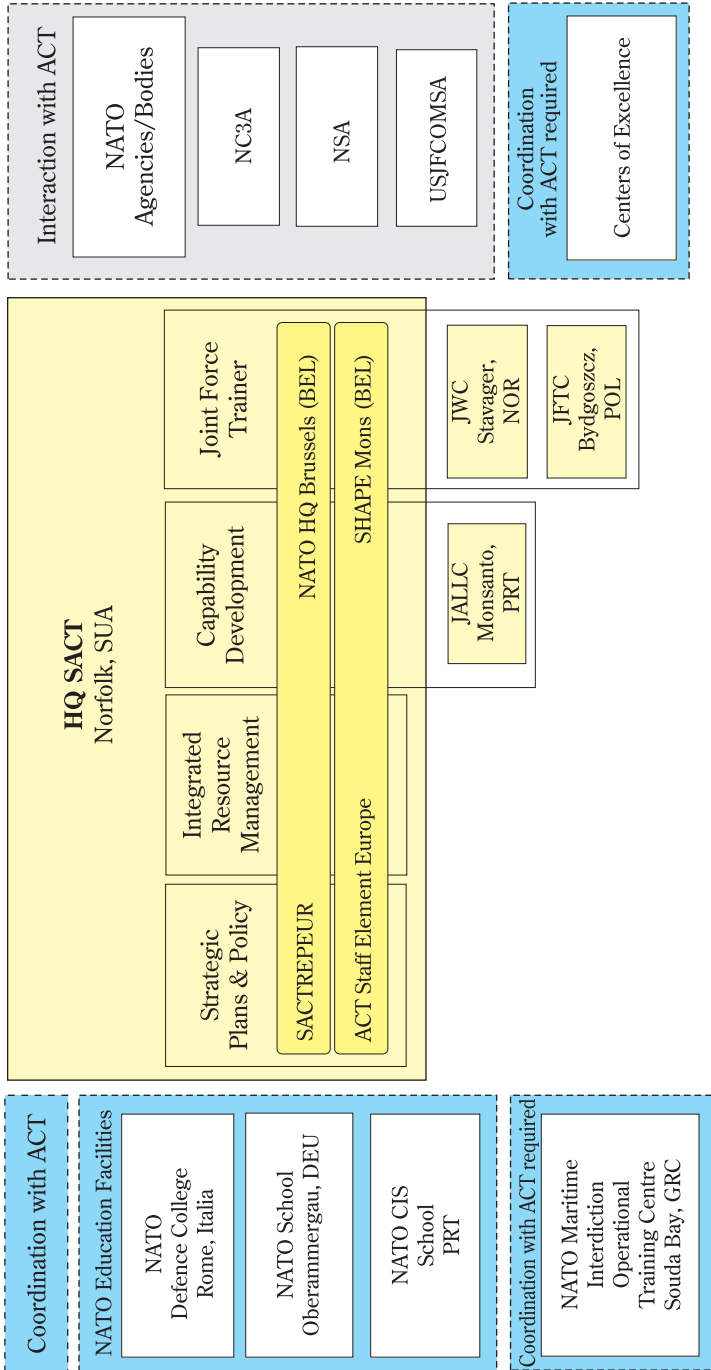 Coordination with ACT
NATO Education Facilities
NATO
Defence College
Rome, Italia
NATO School
Oberammergau, DEU
NATO CIS
School
PRT
Coordination with ACT required
NATO Maritime
Interdiction
Operational
Training Centre
Souda Bay, GRC
HQ SACT
Norfolk, SUA
Strategic
Plans & Policy
Integrated
Resource
Management
Capability
Development
Joint Force
Trainer
SACTREPEUR
NATO HQ Brussels (BEL)
ACT Staff Element Europe
SHAPE Mons (BEL)
JALLC
Monsanto,
PRT
JWC
Stavager,
NOR
JFTC
Bydgoszcz,
POL
Interaction with ACT
NATO
Agencies/Bodies
NC3A
NSA
USJFCOMSA
Coordination
with ACT required
Centers of Excellence